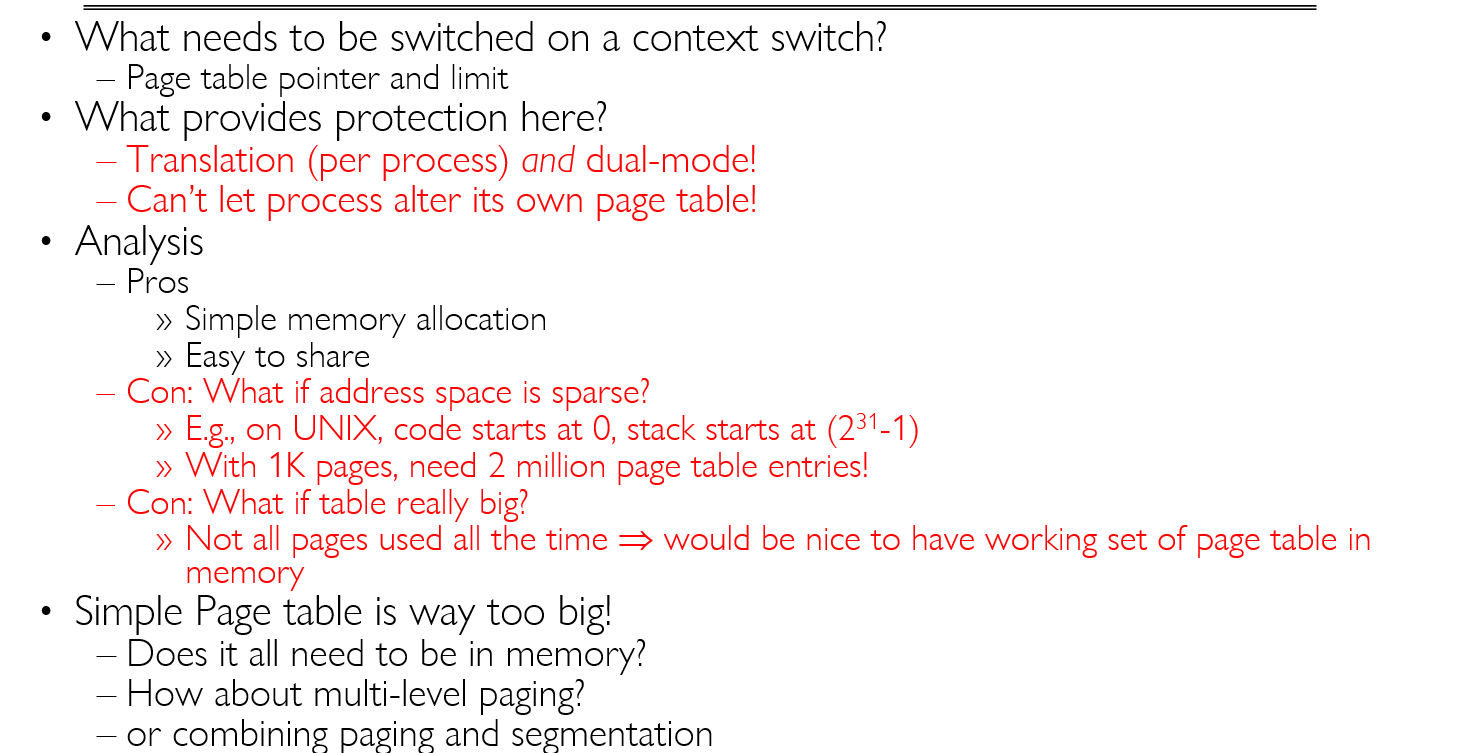 • What needs to be switched on a context switch?
– Page table pointer and limit
• What provides protection here?
– Translation (per process) and dual-mode!
– Can't let process alter its own page table!
• Analysis
– Pros
» Simple memory allocation
» Easy to share
– Con: What if address space is sparse?
» E.g., on UNIX, code starts at 0, stack starts at (2³¹-1)
» With 1K pages, need 2 million page table entries!
– Con: What if table really big?
» Not all pages used all the time ⇒ would be nice to have working set of page table in
memory
• Simple Page table is way too big!
– Does it all need to be in memory?
– How about multi-level paging?
– or combining paging and segmentation